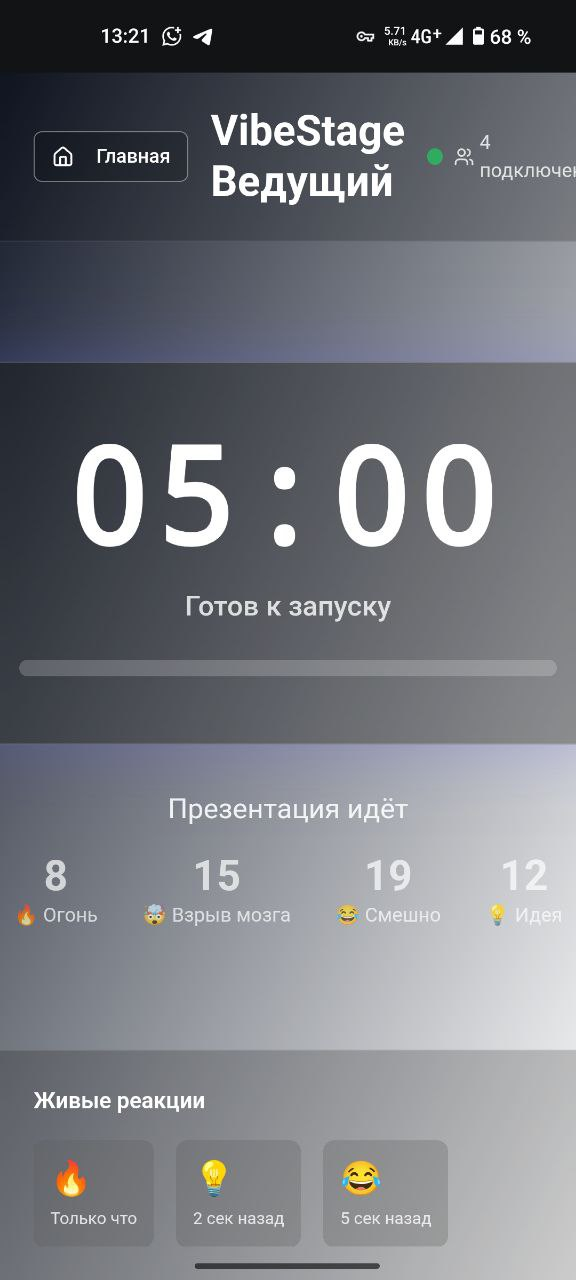 13:21 5.71 KB/s 4G+ 68 %
Главная
VibeStage
Ведущий
4
подключен
05:00
Готов к запуску
Презентация идёт
8 15 19 12
🔥 Огонь 🤯 Взрыв мозга 😂 Смешно 💡 Идея
Живые реакции
🔥 💡 😂
Только что 2 сек назад 5 сек назад